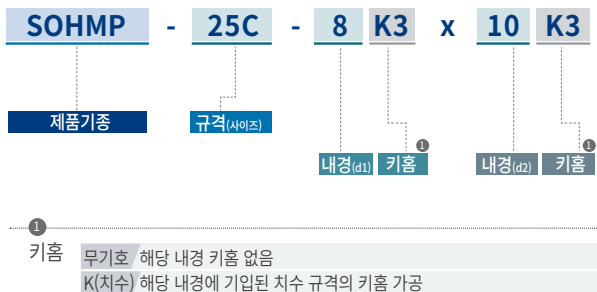 SOHMP - 25C - 8 K3 x 10 K3
제품기종 규격(사이즈)
❶ ❶
내경(d1) 키홈 내경(d2) 키홈
❶
키홈 무기호 해당 내경 키홈 없음
K(치수) 해당 내경에 기입된 치수 규격의 키홈 가공